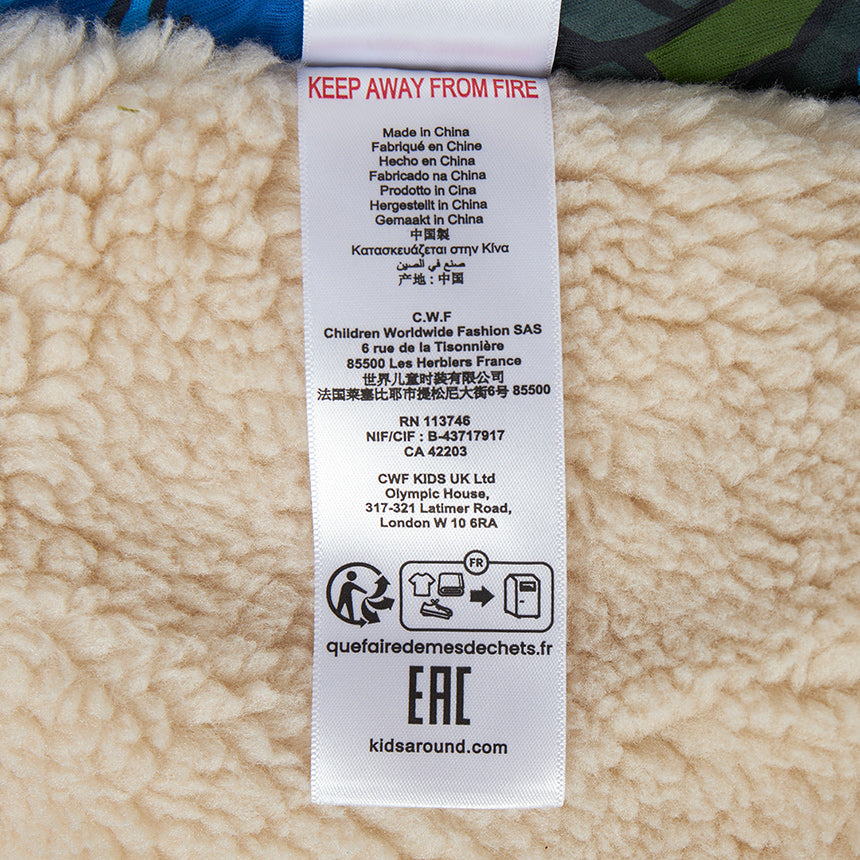 KEEP AWAY FROM FIRE
Made in China
Fabriqué en Chine
Hecho en China
Fabricado na China
Prodotto in Cina
Hergestellt in China
Gemaakt in China
中国製
Κατασκευάζεται στην Κίνα
صنع في الصين
产地 : 中国
C.W.F
Children Worldwide Fashion SAS
6 rue de la Tisonnière
85500 Les Herbiers France
世界儿童时装有限公司
法国莱塞比耶市提松尼大街6号 85500
RN 113746
NIF/CIF : B-43717917
CA 42203
CWF KIDS UK Ltd
Olympic House,
317-321 Latimer Road,
London W 10 6RA
FR
quefairedemesdechets.fr
EAC
kidsaround.com